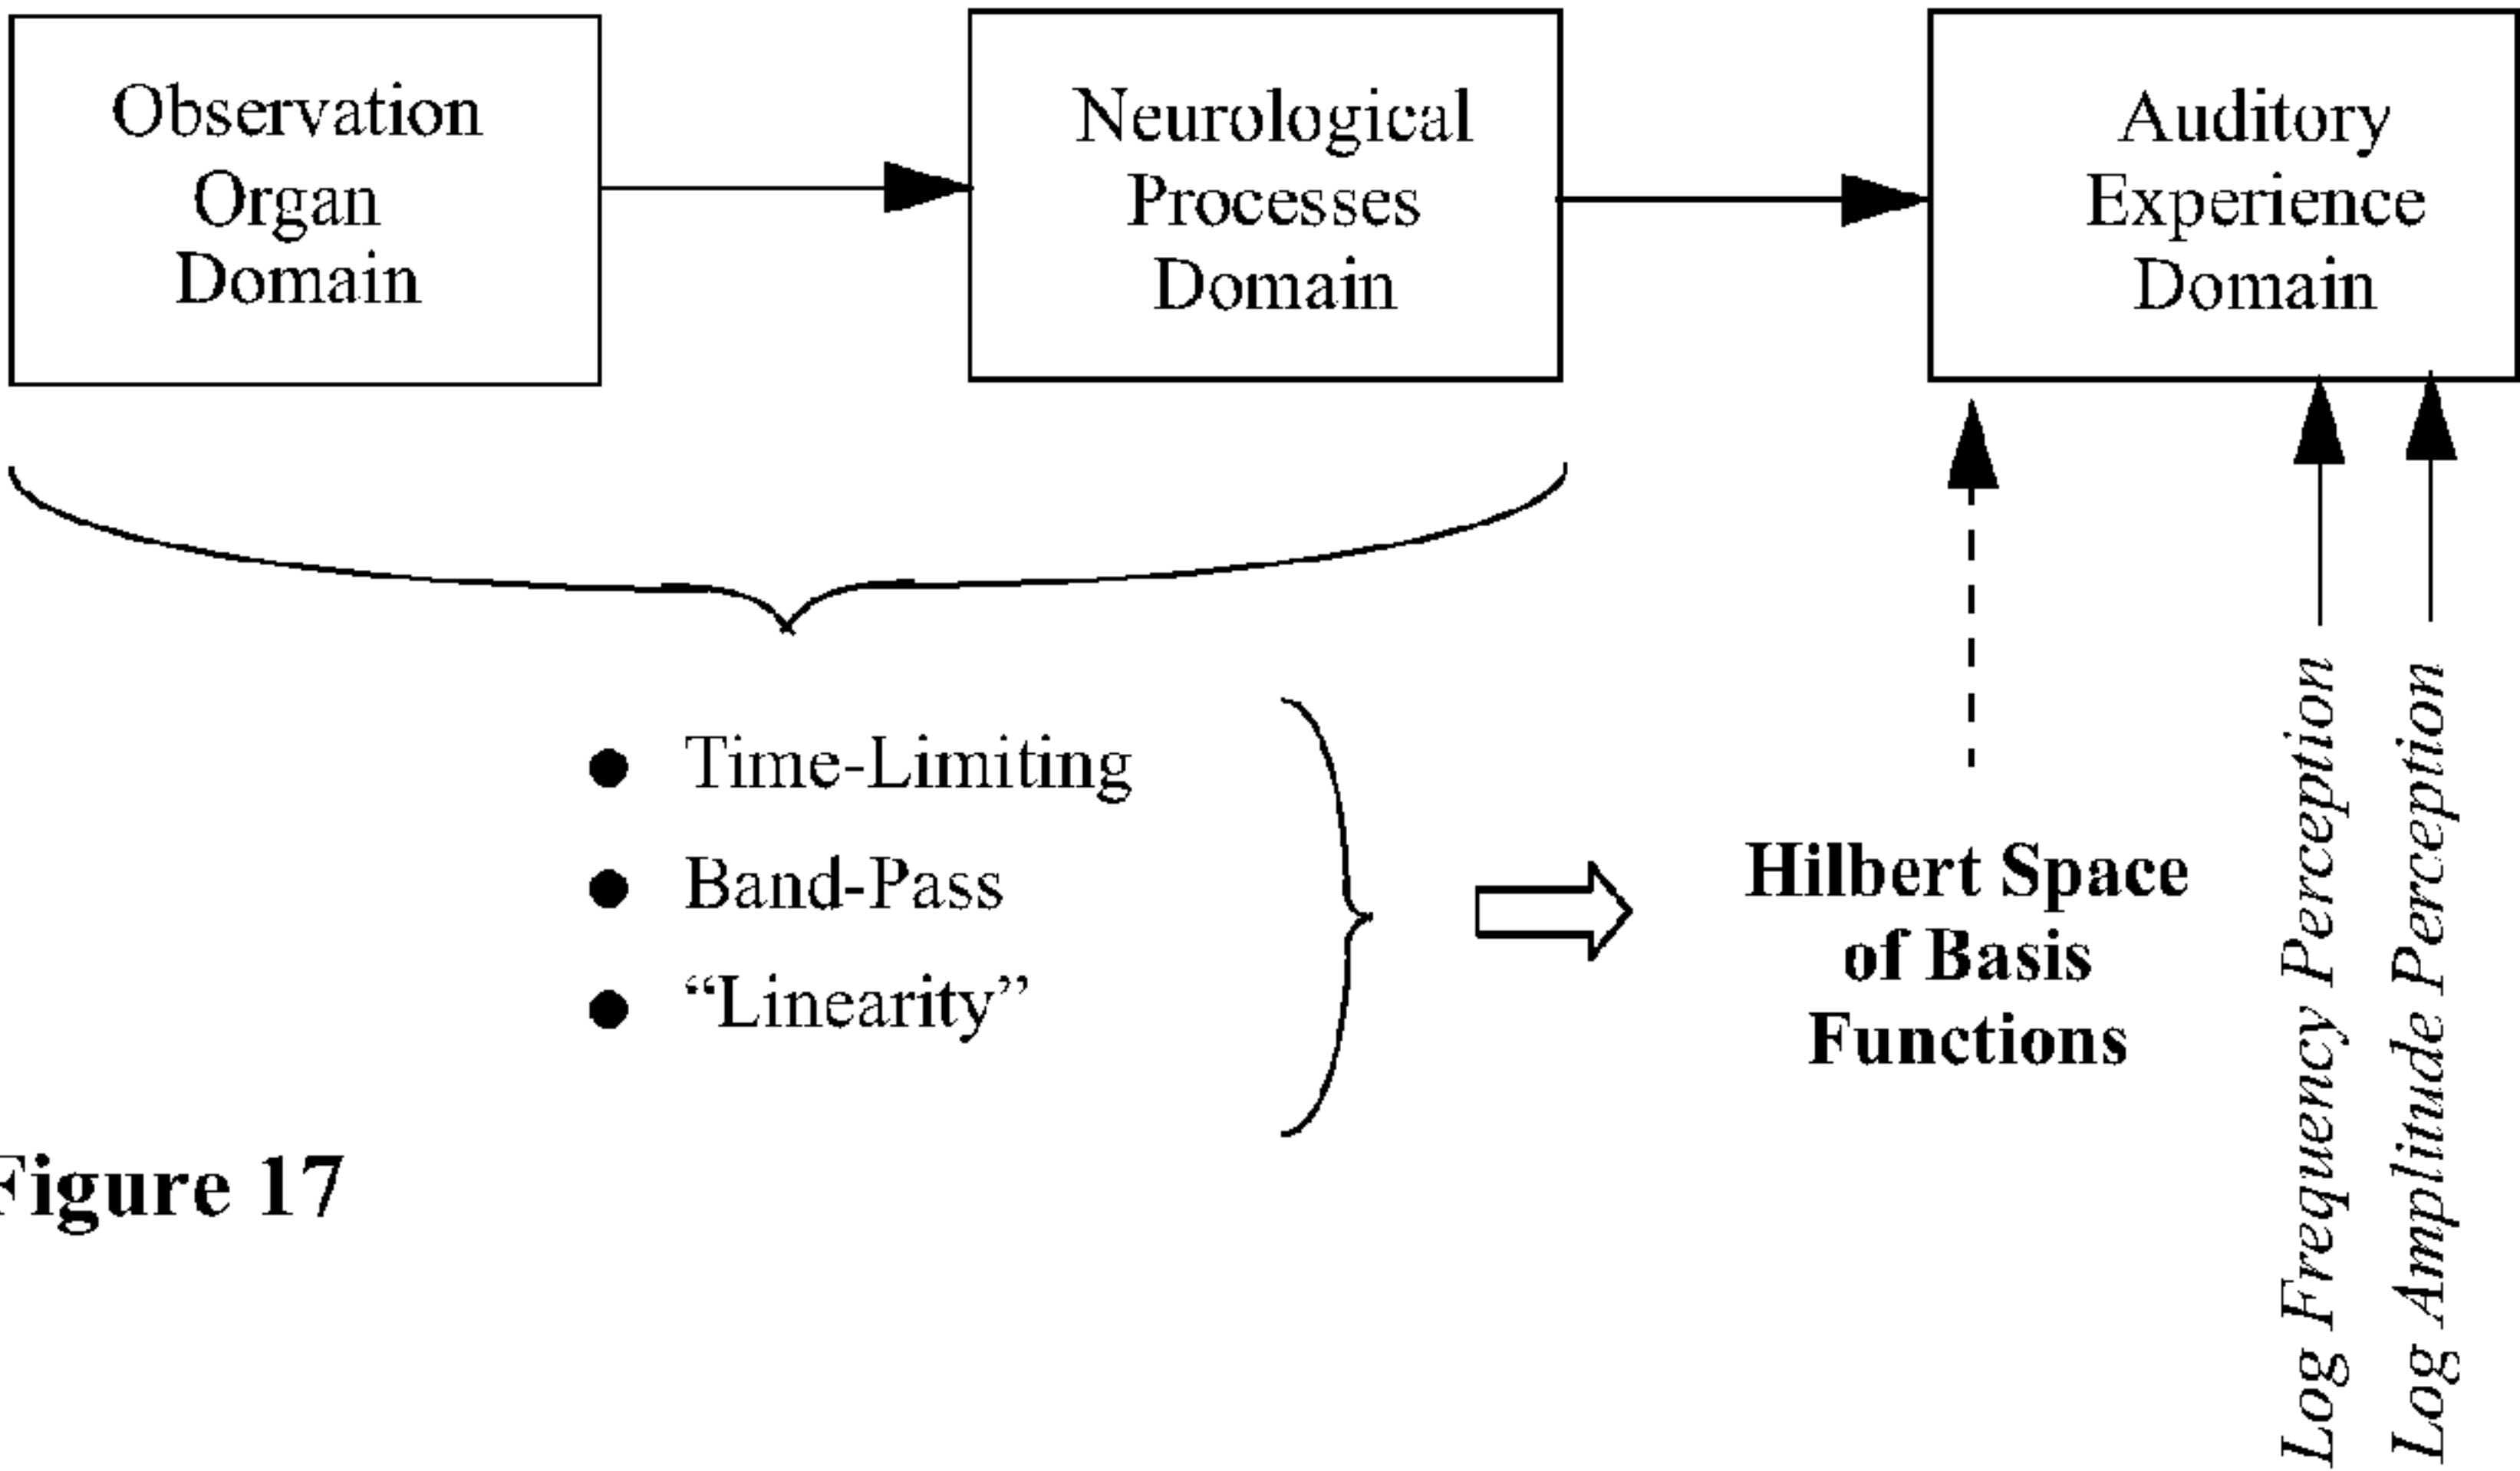 Observation
Organ
Domain
Neurological
Processes
Domain
Auditory
Experience
Domain
● Time-Limiting
● Band-Pass
● “Linearity”
Hilbert Space
of Basis
Functions
Log Frequency Perception
Log Amplitude Perception
Figure 17